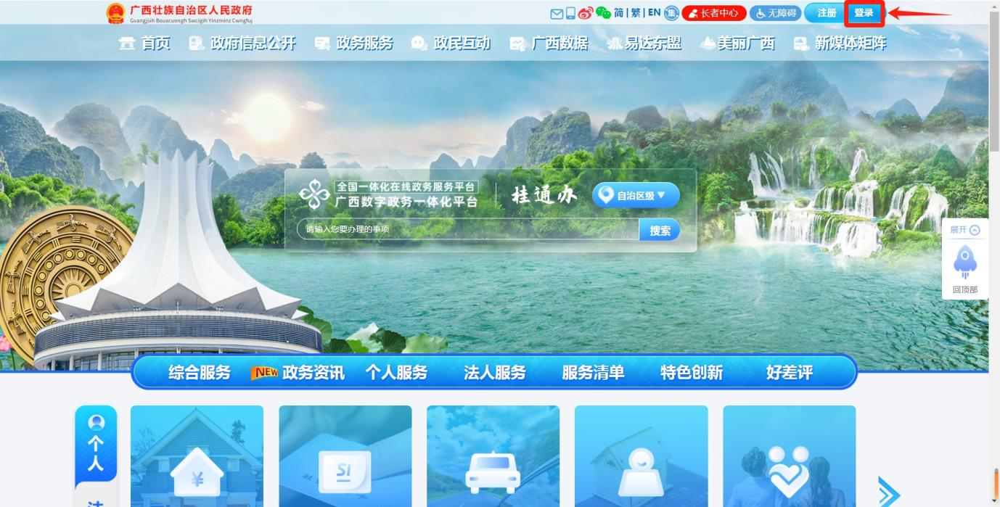 广西壮族自治区人民政府
Guangjsih Bouxcuengh Swcigih Yinzminz Cwngfuj
简 | 繁 | EN 集 长者中心 无障碍 注册 登录
首页 政府信息公开 政务服务 政民互动 广西数据 易达东盟 美丽广西 新媒体矩阵
全国一体化在线政务服务平台
广西数字政务一体化平台
桂通办
自治区级▼
请输入您要办理的事项
搜索
展开
回顶部
综合服务 NEW 政务资讯 个人服务 法人服务 服务清单 特色创新 好差评
个人
¥
SI